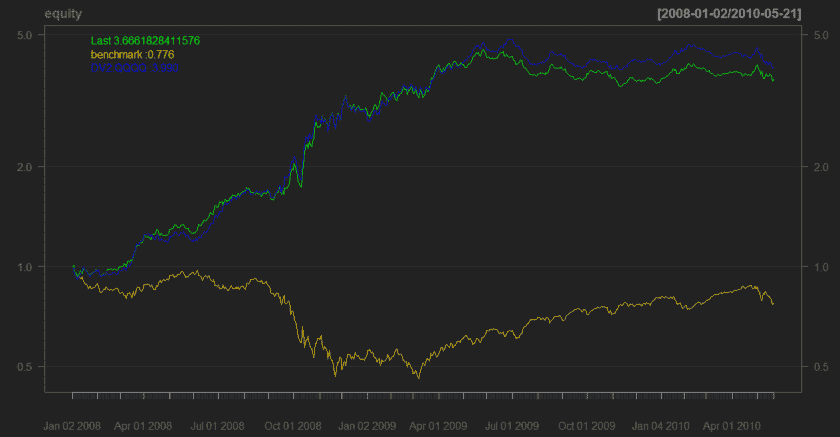 equity [2008-01-02/2010-05-21]
5.0 5.0
Last 3.6661828411576
benchmark :0.776
2.0 2.0
1.0 1.0
0.5 0.5
Jan 02 2008 Apr 01 2008 Jul 01 2008 Oct 01 2008 Jan 02 2009 Apr 01 2009 Jul 01 2009 Oct 01 2009 Jan 04 2010 Apr 01 2010